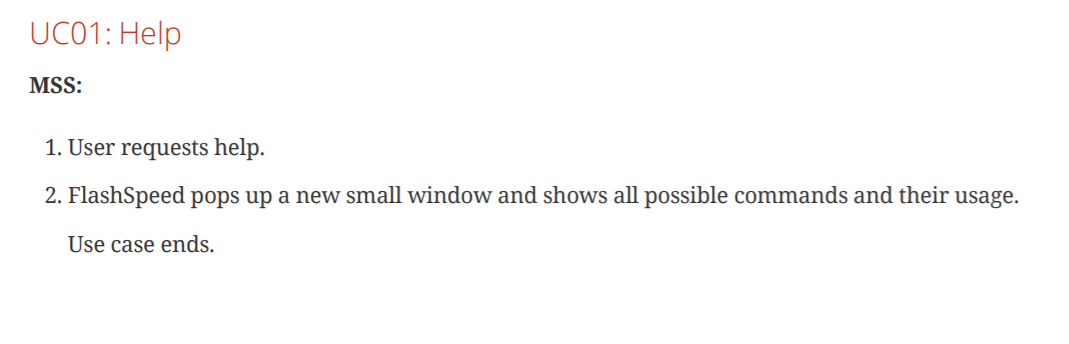 UC01: Help
MSS:
1. User requests help.
2. FlashSpeed pops up a new small window and shows all possible commands and their usage.
Use case ends.